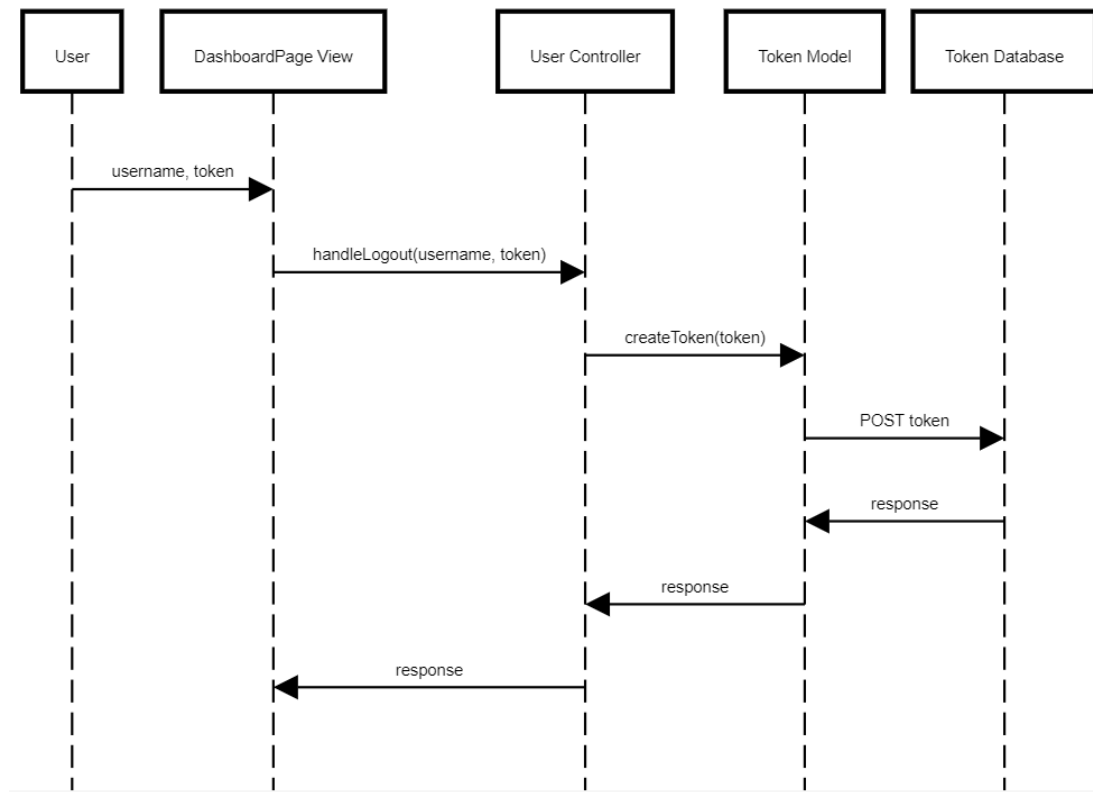 User
DashboardPage View
User Controller
Token Model
Token Database
username, token
handleLogout(username, token)
createToken(token)
POST token
response
response
response